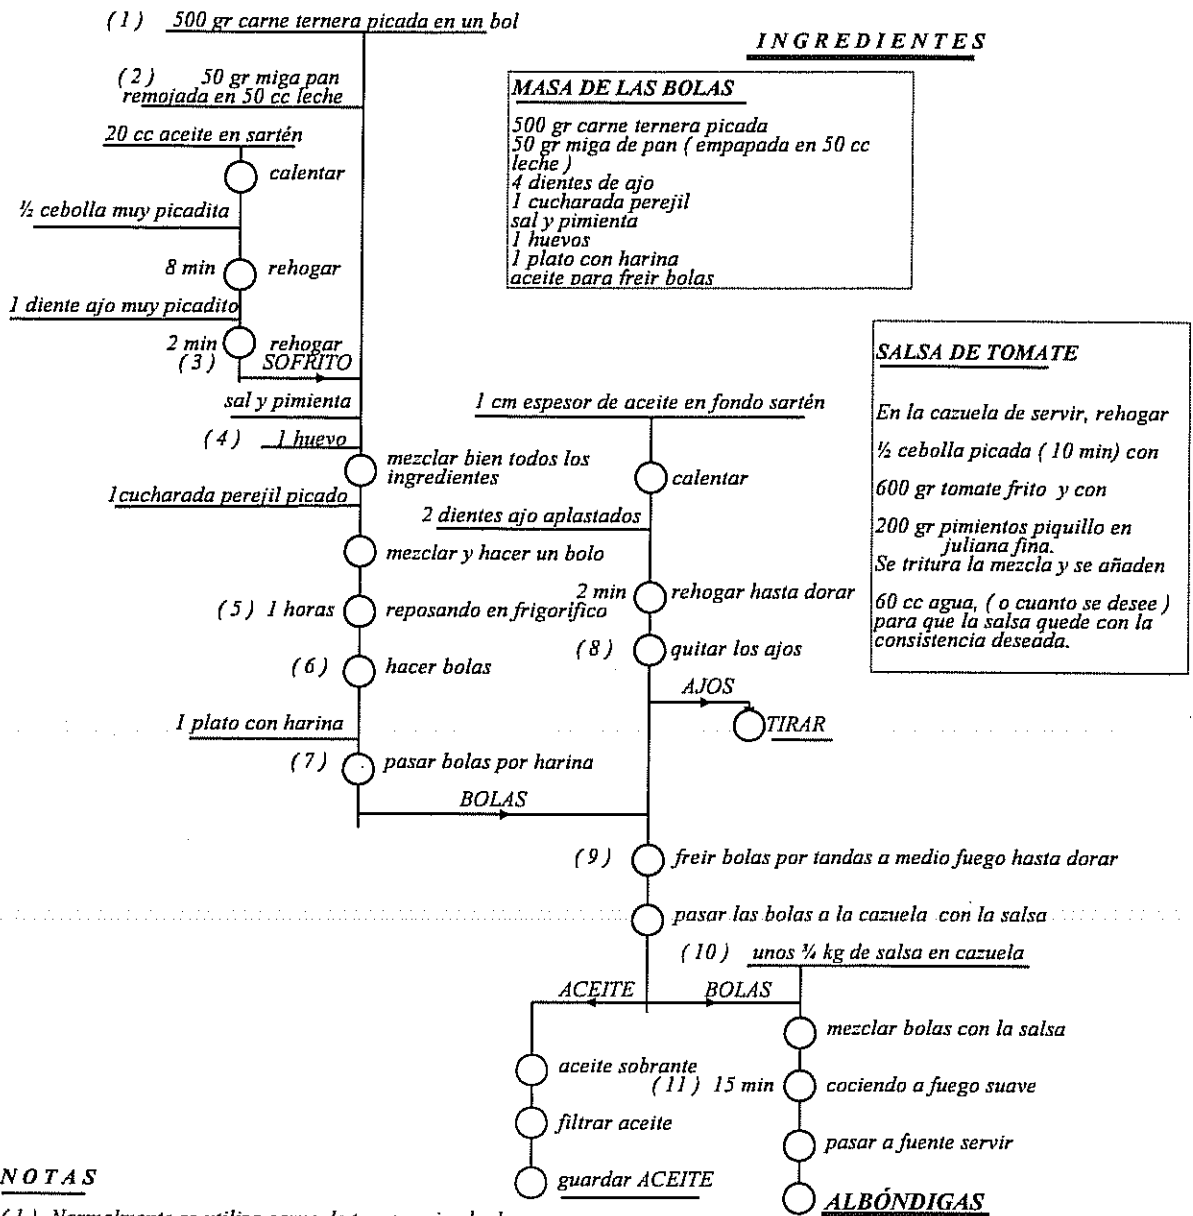 ( 1 ) 500 gr carne ternera picada en un bol
INGREDIENTES
( 2 ) 50 gr miga pan
remojada en 50 cc leche
MASA DE LAS BOLAS
500 gr carne ternera picada
50 gr miga de pan ( empapada en 50 cc
leche )
4 dientes de ajo
1 cucharada perejil
sal y pimienta
1 huevos
1 plato con harina
aceite para freir bolas
20 cc aceite en sartén
calentar
½ cebolla muy picadita
8 min rehogar
1 diente ajo muy picadito
2 min rehogar
( 3 ) SOFRITO
sal y pimienta
( 4 ) 1 huevo
mezclar bien todos los
ingredientes
1cucharada perejil picado
mezclar y hacer un bolo
( 5 ) 1 horas reposando en frigorifico
( 6 ) hacer bolas
1 plato con harina
( 7 ) pasar bolas por harina
BOLAS
1 cm espesor de aceite en fondo sartén
calentar
2 dientes ajo aplastados
2 min rehogar hasta dorar
( 8 ) quitar los ajos
AJOS
TIRAR
SALSA DE TOMATE
En la cazuela de servir, rehogar
½ cebolla picada ( 10 min) con
600 gr tomate frito y con
200 gr pimientos piquillo en
juliana fina.
Se tritura la mezcla y se añaden
60 cc agua, ( o cuanto se desee )
para que la salsa quede con la
consistencia deseada.
( 9 ) freir bolas por tandas a medio fuego hasta dorar
pasar las bolas a la cazuela con la salsa
( 10 ) unos ¾ kg de salsa en cazuela
ACEITE BOLAS
mezclar bolas con la salsa
aceite sobrante
( 11 ) 15 min cociendo a fuego suave
filtrar aceite
pasar a fuente servir
guardar ACEITE
ALBÓNDIGAS
NOTAS
( 1 ) Normalmente se utiliza carne de ternera